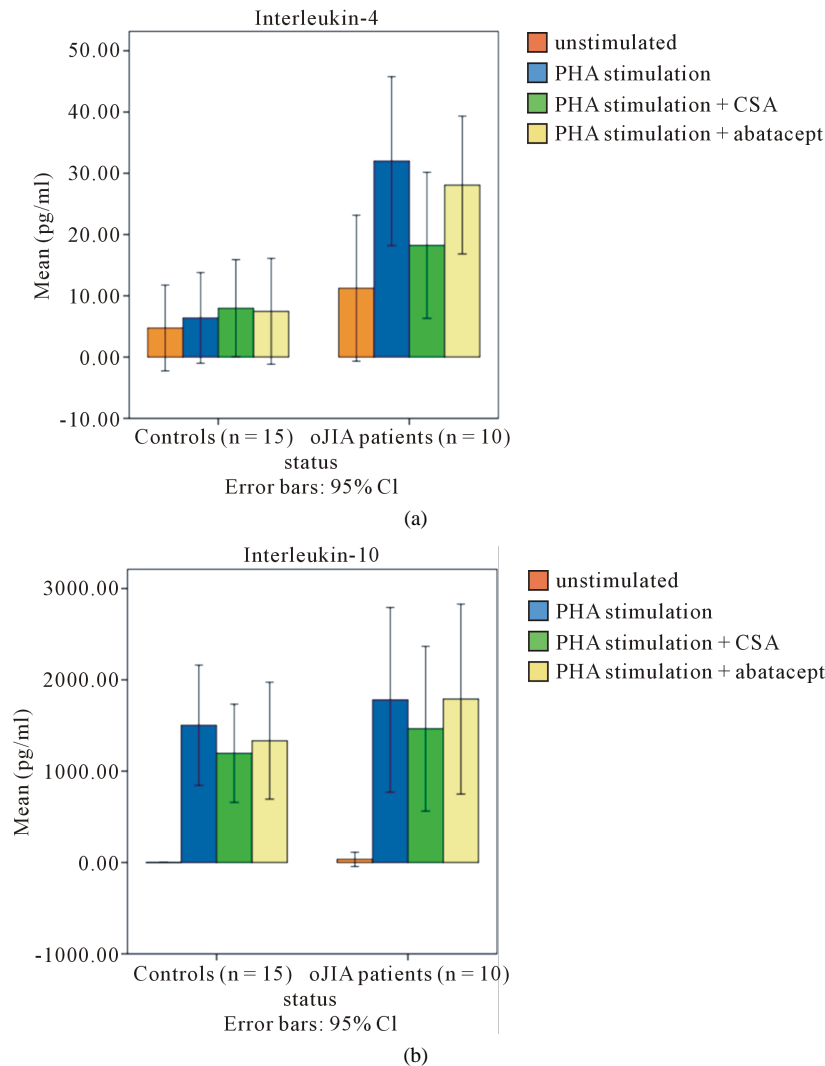 Interleukin-4
50.00
40.00
30.00
20.00
10.00
0.00
-10.00
Mean (pg/ml)
unstimulated
PHA stimulation
PHA stimulation + CSA
PHA stimulation + abatacept
Controls (n = 15) oJIA patients (n = 10)
status
Error bars: 95% Cl
(a)
Interleukin-10
3000.00
2000.00
1000.00
0.00
-1000.00
Mean (pg/ml)
unstimulated
PHA stimulation
PHA stimulation + CSA
PHA stimulation + abatacept
Controls (n = 15) oJIA patients (n = 10)
status
Error bars: 95% Cl
(b)